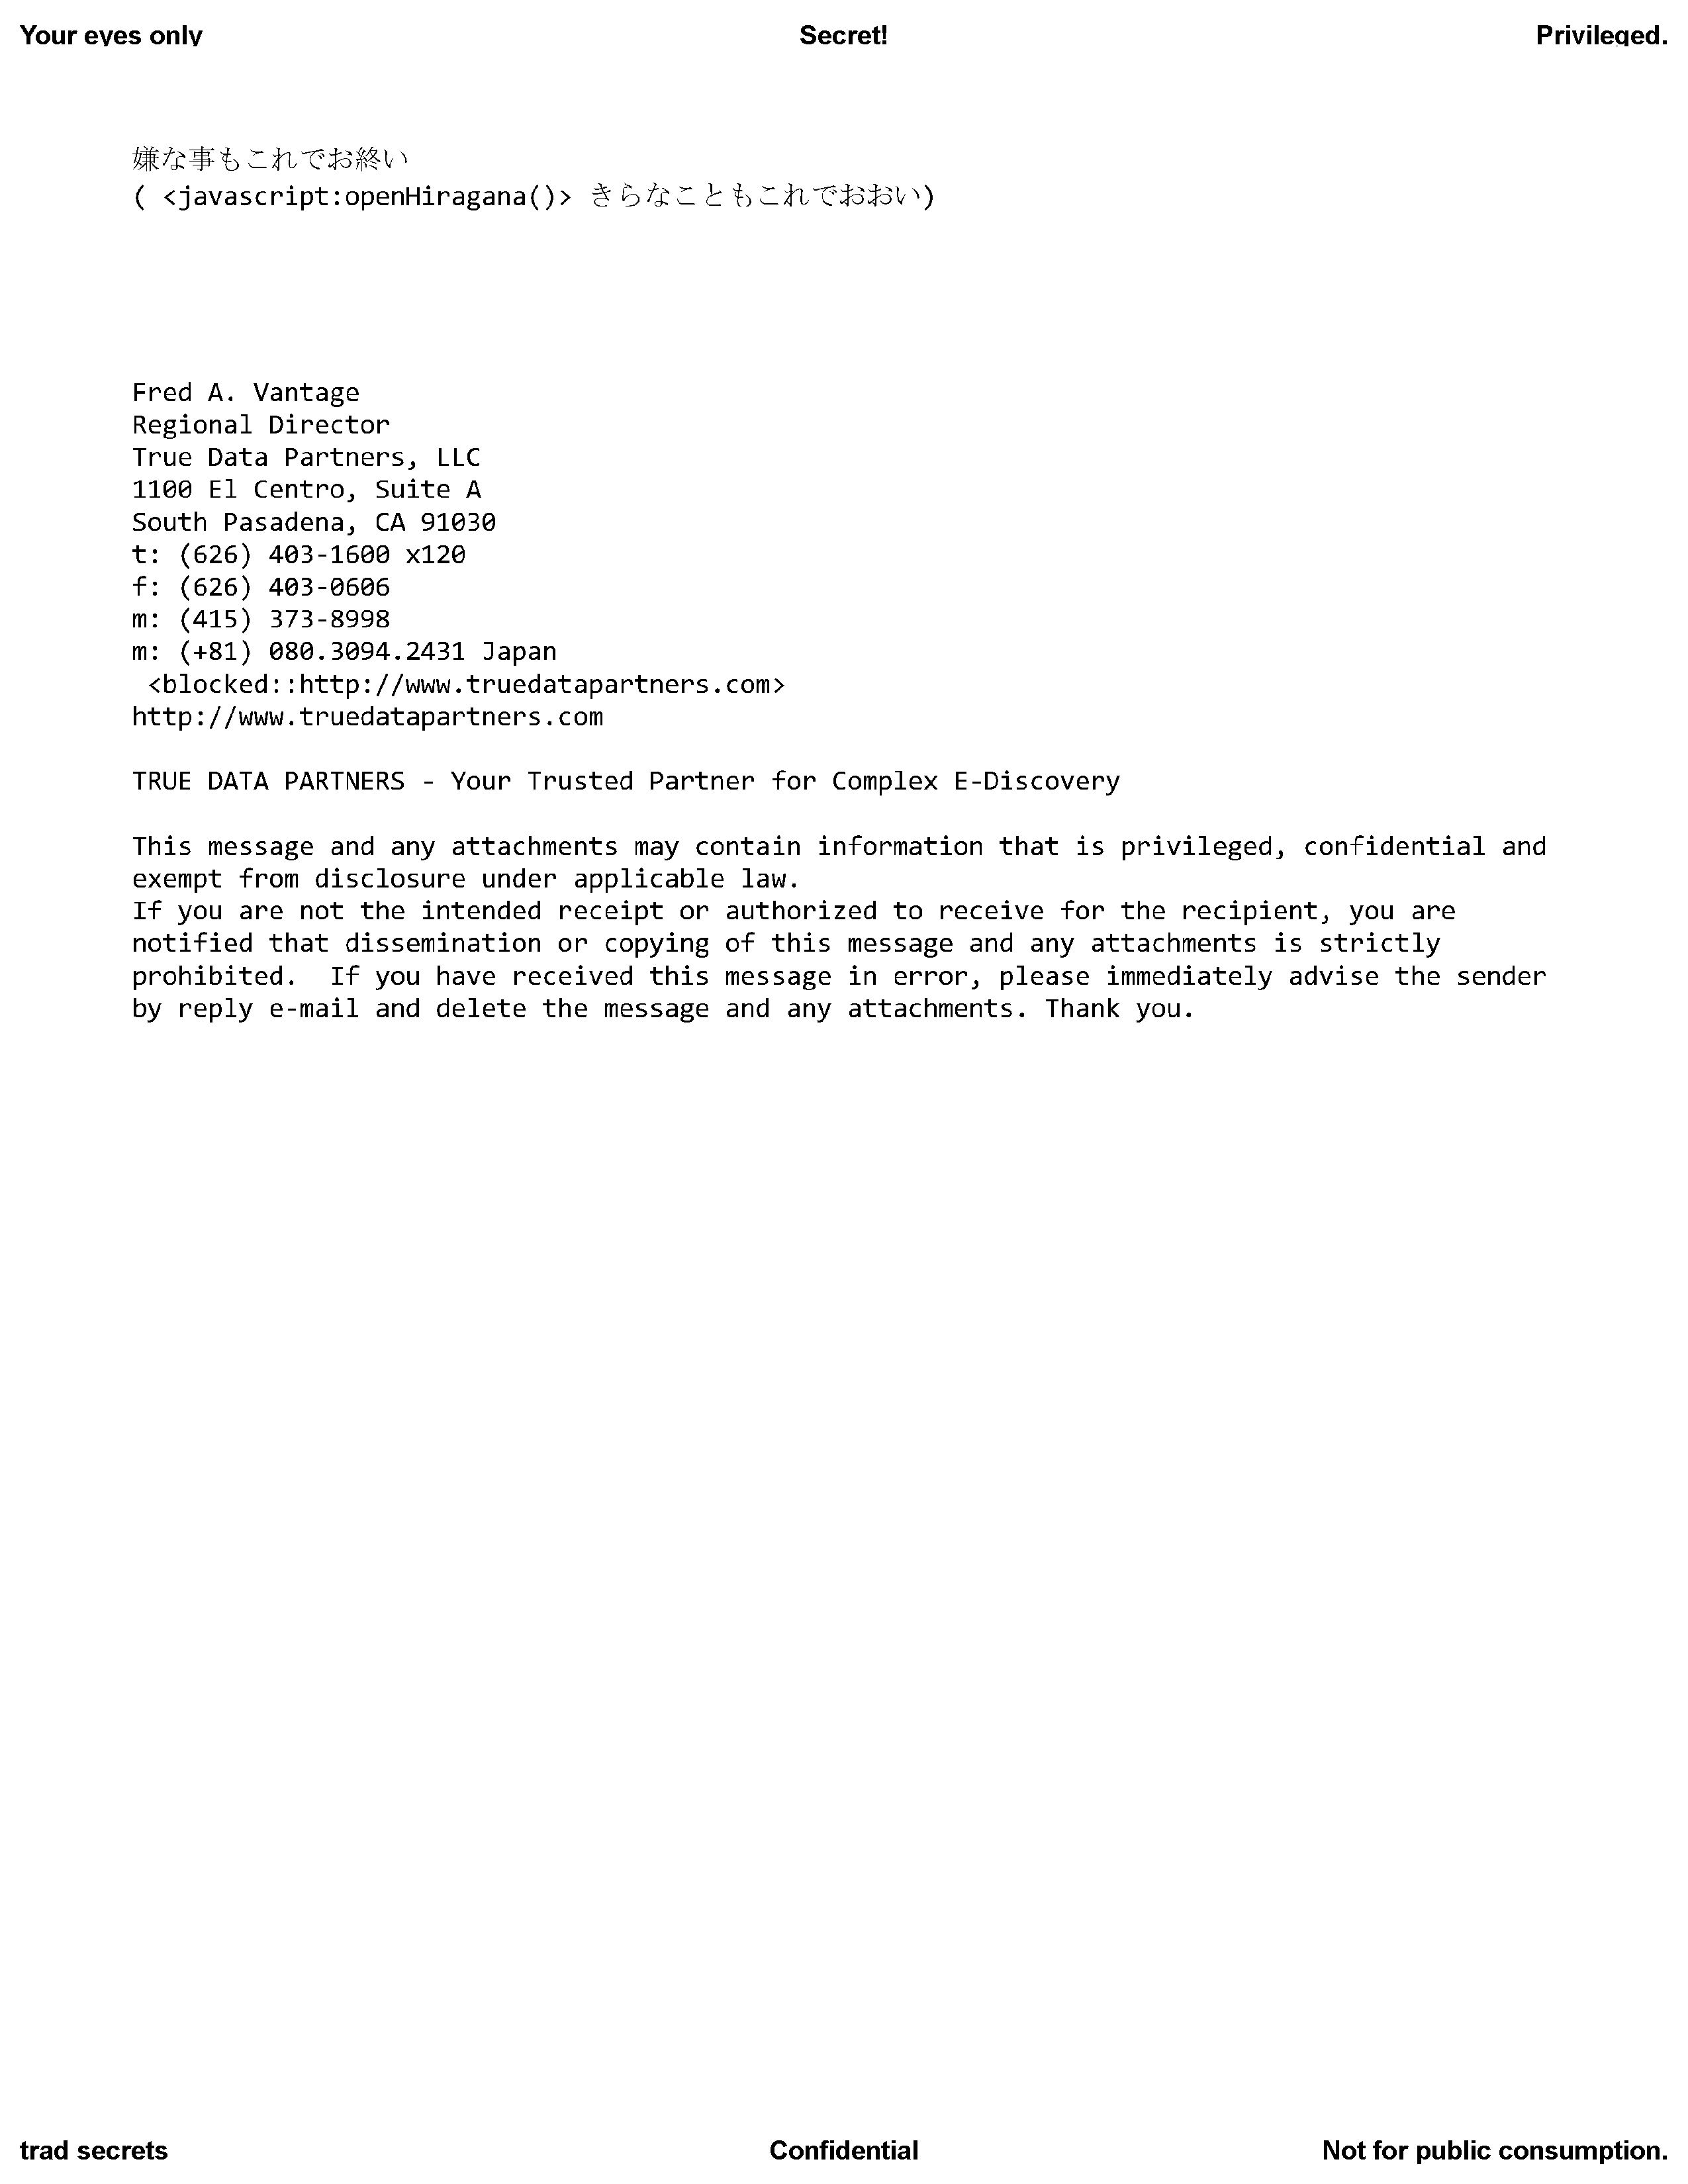 Your eyes only Secret! Privileged.
嫌な事もこれでお終い
( <javascript:openHiragana()> きらなこともこれでおおい)
Fred A. Vantage
Regional Director
True Data Partners, LLC
1100 El Centro, Suite A
South Pasadena, CA 91030
t: (626) 403-1600 x120
f: (626) 403-0606
m: (415) 373-8998
m: (+81) 080.3094.2431 Japan
<blocked::http://www.truedatapartners.com>
http://www.truedatapartners.com
TRUE DATA PARTNERS - Your Trusted Partner for Complex E-Discovery
This message and any attachments may contain information that is privileged, confidential and
exempt from disclosure under applicable law.
If you are not the intended receipt or authorized to receive for the recipient, you are
notified that dissemination or copying of this message and any attachments is strictly
prohibited.  If you have received this message in error, please immediately advise the sender
by reply e-mail and delete the message and any attachments. Thank you.
trad secrets Confidential Not for public consumption.